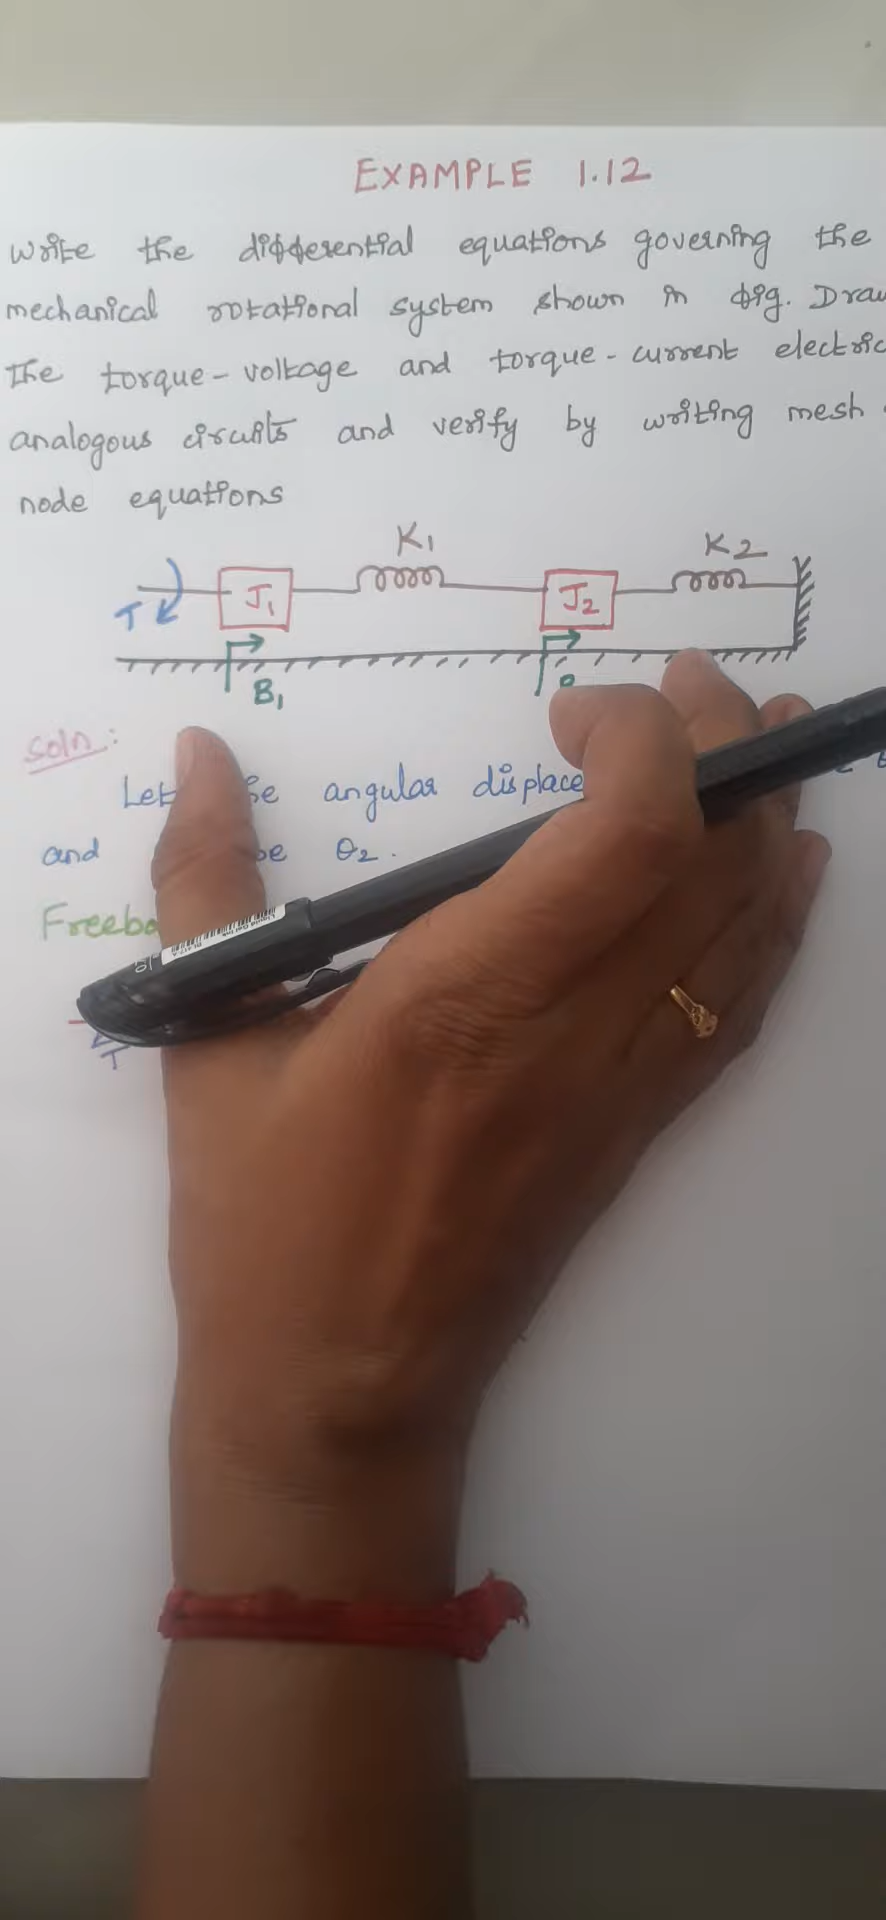 EXAMPLE 1.12
Write the differential equations governing the
mechanical rotational system shown in fig. Draw
the torque-voltage and torque-current electric
analogous circuits and verify by writing mesh
node equations
K1 K2
T J1 J2
B1
Soln:
Let angular displace
and be θ2.
T